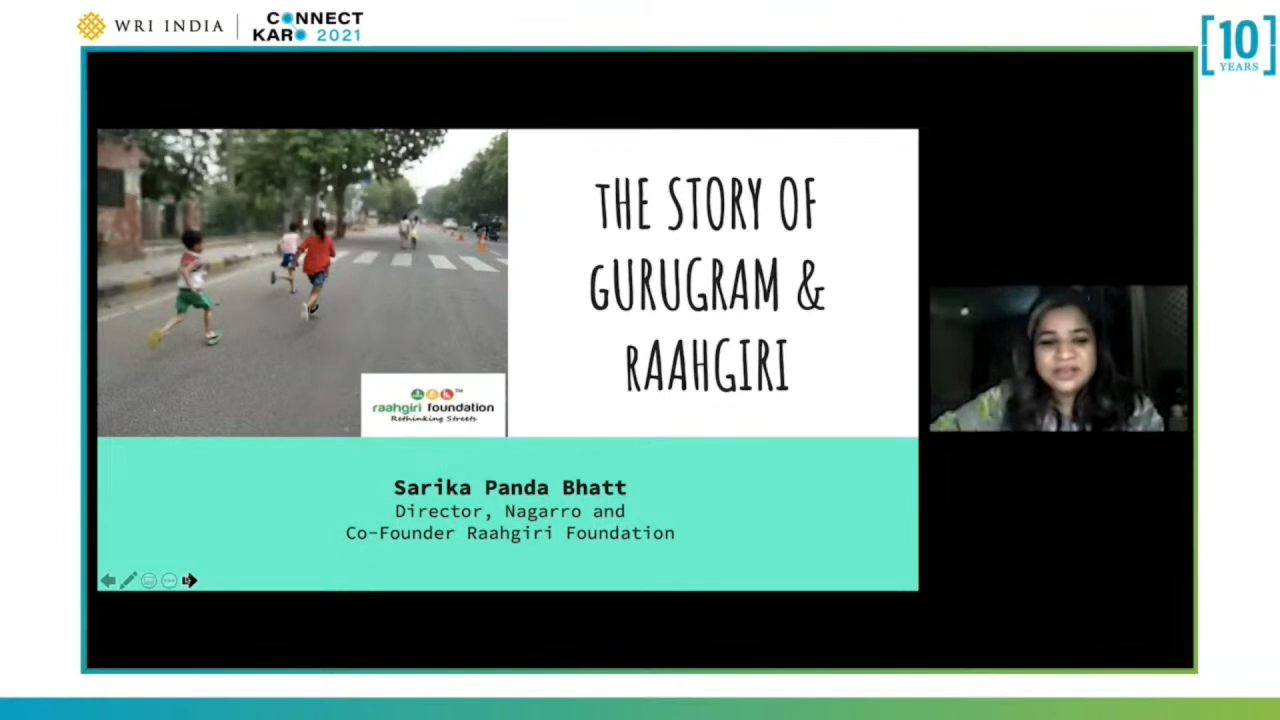 WRI INDIA
CONNECT
KARO 2021
[10]
YEARS
THE STORY OF
GURUGRAM &
RAAHGIRI
raahgiri foundation™
Rethinking Streets
Sarika Panda Bhatt
Director, Nagarro and
Co-Founder Raahgiri Foundation